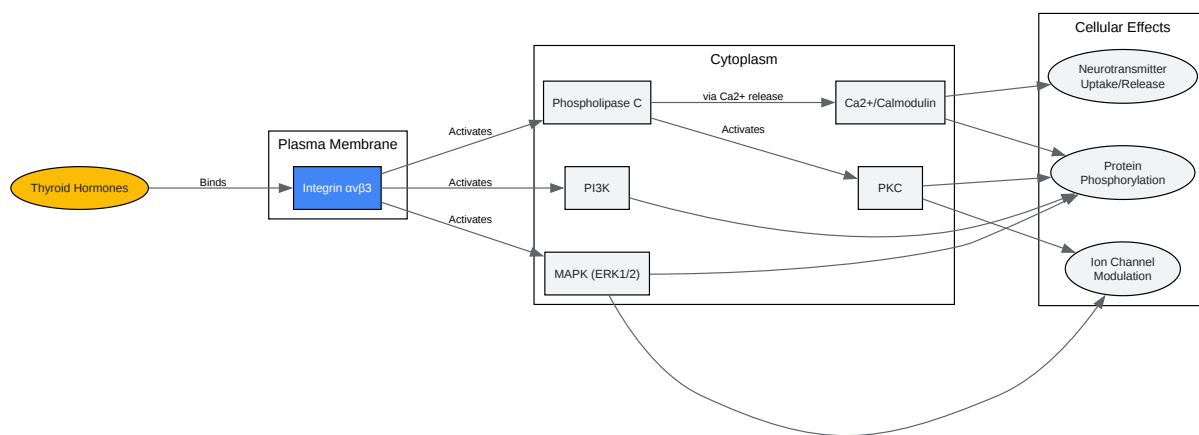 Cellular Effects
Cytoplasm
Neurotransmitter
Uptake/Release
Phospholipase C
via Ca2+ release
Ca2+/Calmodulin
Activates
Activates
Plasma Membrane
Protein
Phosphorylation
Thyroid Hormones
Binds
Integrin αvβ3
Activates
PI3K
PKC
Activates
MAPK (ERK1/2)
Ion Channel
Modulation